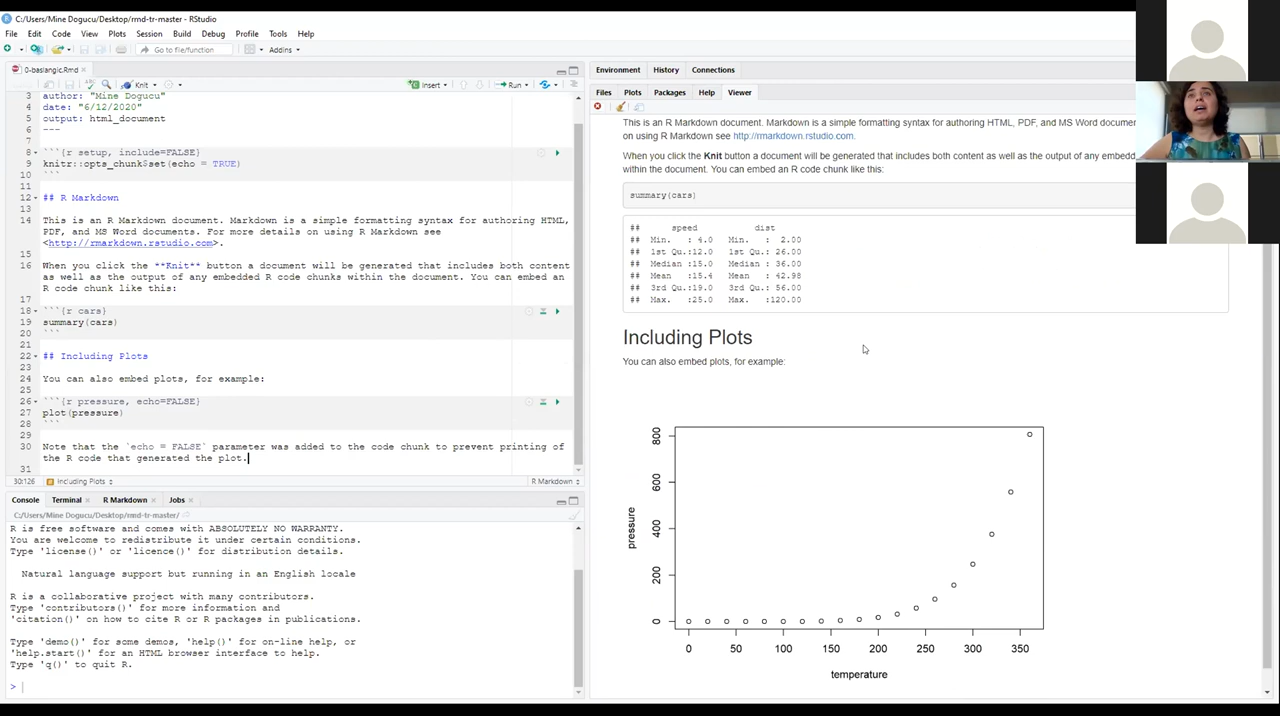 C:/Users/Mine Dogucu/Desktop/rmd-tr-master - RStudio
File Edit Code View Plots Session Build Debug Profile Tools Help
Go to file/function Addins
0-baslangic.Rmd
Knit Insert Run
3 author: "Mine Dogucu"
4 date: "6/12/2020"
5 output: html_document
6 ---
7
8 ```{r setup, include=FALSE}
9 knitr::opts_chunk$set(echo = TRUE)
10 ```
11
12 ## R Markdown
13
14 This is an R Markdown document. Markdown is a simple formatting syntax for authoring HTML,
PDF, and MS Word documents. For more details on using R Markdown see
<http://rmarkdown.rstudio.com>.
15
16 When you click the **Knit** button a document will be generated that includes both content
as well as the output of any embedded R code chunks within the document. You can embed an
R code chunk like this:
17
18 ```{r cars}
19 summary(cars)
20 ```
21
22 ## Including Plots
23
24 You can also embed plots, for example:
25
26 ```{r pressure, echo=FALSE}
27 plot(pressure)
28 ```
29
30 Note that the `echo = FALSE` parameter was added to the code chunk to prevent printing of
the R code that generated the plot.
31
30:126 Including Plots R Markdown
Console Terminal R Markdown Jobs
C:/Users/Mine Dogucu/Desktop/rmd-tr-master/
R is free software and comes with ABSOLUTELY NO WARRANTY.
You are welcome to redistribute it under certain conditions.
Type 'license()' or 'licence()' for distribution details.
Natural language support but running in an English locale
R is a collaborative project with many contributors.
Type 'contributors()' for more information and
'citation()' on how to cite R or R packages in publications.
Type 'demo()' for some demos, 'help()' for on-line help, or
'help.start()' for an HTML browser interface to help.
Type 'q()' to quit R.
>
Environment History Connections
Files Plots Packages Help Viewer
This is an R Markdown document. Markdown is a simple formatting syntax for authoring HTML, PDF, and MS Word
on using R Markdown see http://rmarkdown.rstudio.com.
When you click the Knit button a document will be generated that includes both content as well as the output of any
within the document. You can embed an R code chunk like this:
summary(cars)
## speed dist
## Min. : 4.0 Min. : 2.00
## 1st Qu.:12.0 1st Qu.: 26.00
## Median :15.0 Median : 36.00
## Mean :15.4 Mean : 42.98
## 3rd Qu.:19.0 3rd Qu.: 56.00
## Max. :25.0 Max. :120.00
Including Plots
You can also embed plots, for example:
800
600
400
200
0
pressure
0 50 100 150 200 250 300 350
temperature